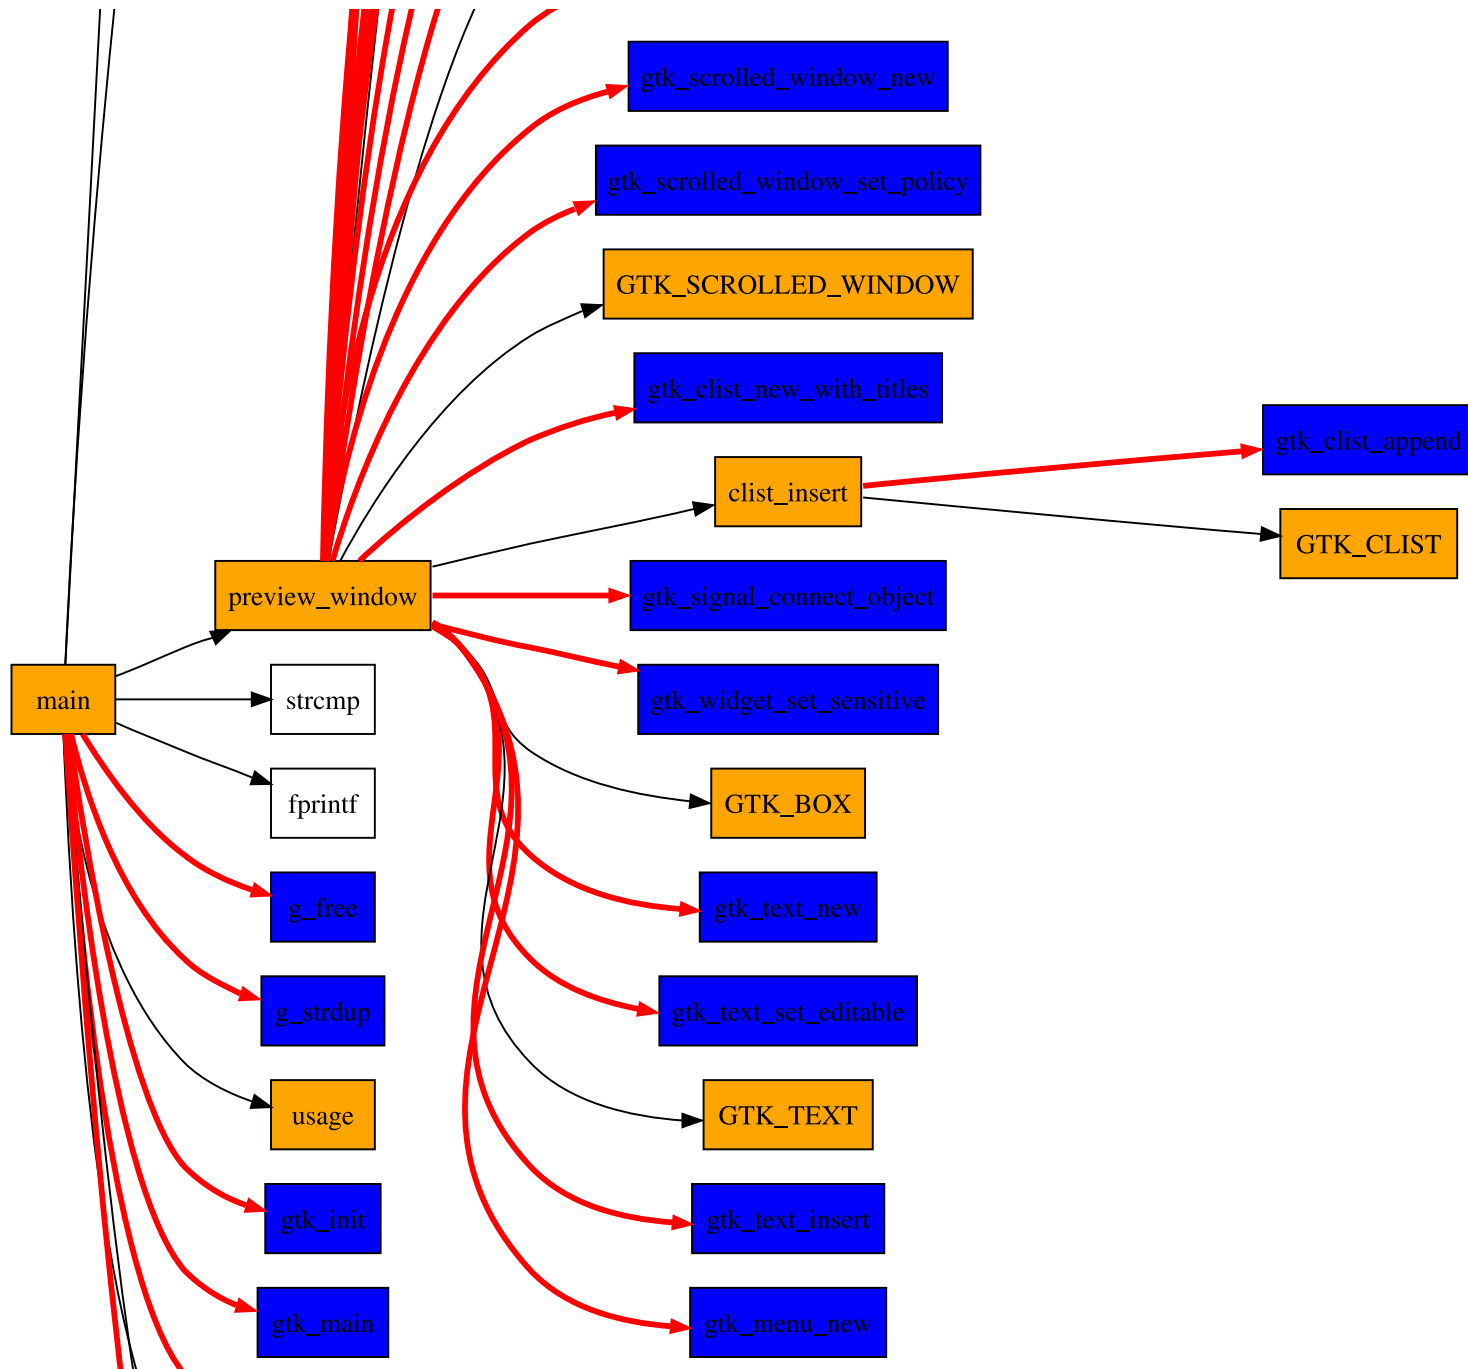 gtk_scrolled_window_new
gtk_scrolled_window_set_policy
GTK_SCROLLED_WINDOW
gtk_clist_new_with_titles
gtk_clist_append
clist_insert
GTK_CLIST
preview_window
gtk_signal_connect_object
main
strcmp
gtk_widget_set_sensitive
fprintf
GTK_BOX
g_free
gtk_text_new
g_strdup
gtk_text_set_editable
usage
GTK_TEXT
gtk_init
gtk_text_insert
gtk_main
gtk_menu_new